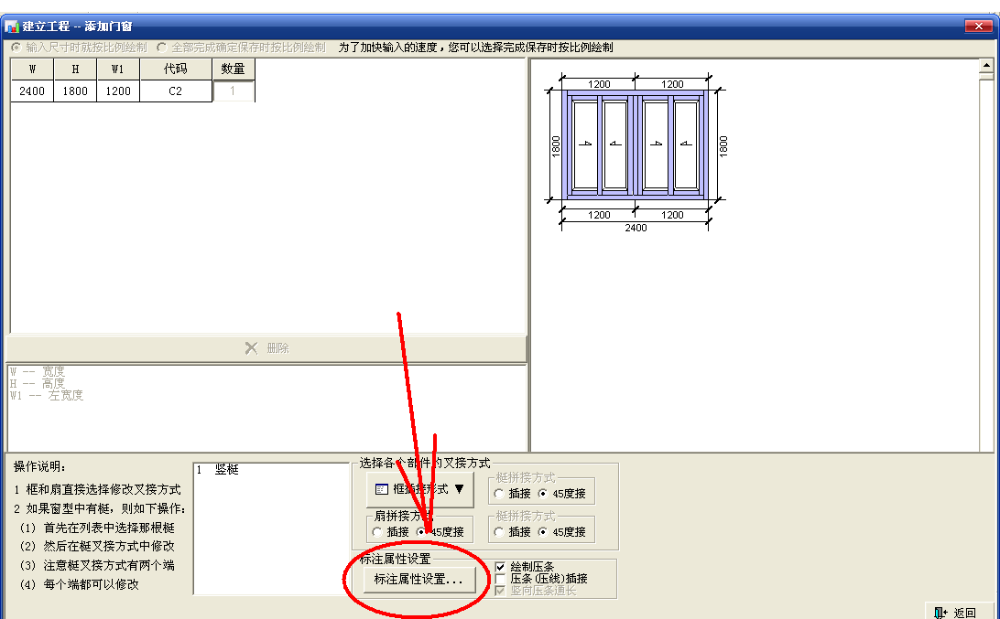 建立工程 -- 添加门窗
输入尺寸时就按比例绘制 全部完成确定保存时按比例绘制 为了加快输入的速度，您可以选择完成保存时按比例绘制
W H W1 代码 数量
2400 1800 1200 C2 1
删除
W -- 宽度
H -- 高度
W1 -- 左宽度
1200 1200
1800 1800
1200 1200
2400
操作说明:
1 框和扇直接选择修改叉接方式
2 如果窗型中有梃，则如下操作:
(1) 首先在列表中选择那根梃
(2) 然后在梃叉接方式中修改
(3) 注意梃叉接方式有两个端
(4) 每个端都可以修改
1 竖梃
选择各个部件的叉接方式
框插接形式
梃拼接方式
插接 45度接
扇拼接方式
插接 45度接
梃拼接方式
插接 45度接
标注属性设置
标注属性设置...
绘制压条
压条(压线)插接
竖向压条通长
返回